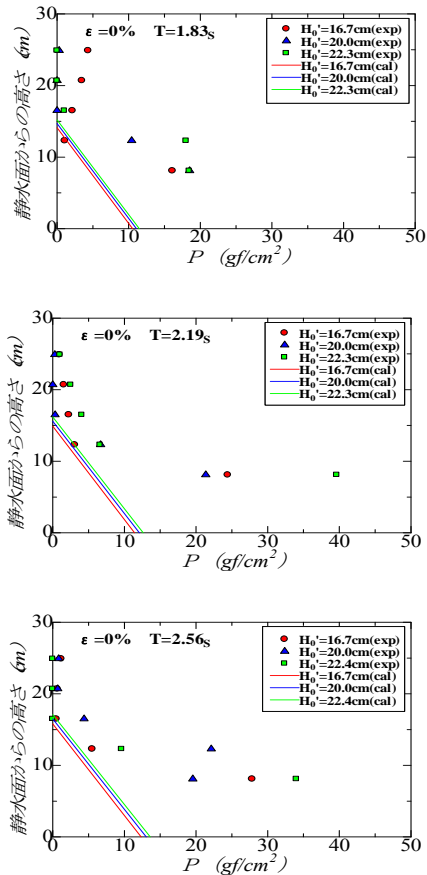 ε=0% T=1.83s
H₀'=16.7cm(exp)
H₀'=20.0cm(exp)
H₀'=22.3cm(exp)
H₀'=16.7cm(cal)
H₀'=20.0cm(cal)
H₀'=22.3cm(cal)
静水面からの高さ (cm)
30
20
10
0
0 10 20 30 40 50
P (gf/cm²)
ε=0% T=2.19s
H₀'=16.7cm(exp)
H₀'=20.0cm(exp)
H₀'=22.3cm(exp)
H₀'=16.7cm(cal)
H₀'=20.0cm(cal)
H₀'=22.3cm(cal)
静水面からの高さ (cm)
30
20
10
0
0 10 20 30 40 50
P (gf/cm²)
ε=0% T=2.56s
H₀'=16.7cm(exp)
H₀'=20.0cm(exp)
H₀'=22.4cm(exp)
H₀'=16.7cm(cal)
H₀'=20.0cm(cal)
H₀'=22.4cm(cal)
静水面からの高さ (cm)
30
20
10
0
0 10 20 30 40 50
P (gf/cm²)